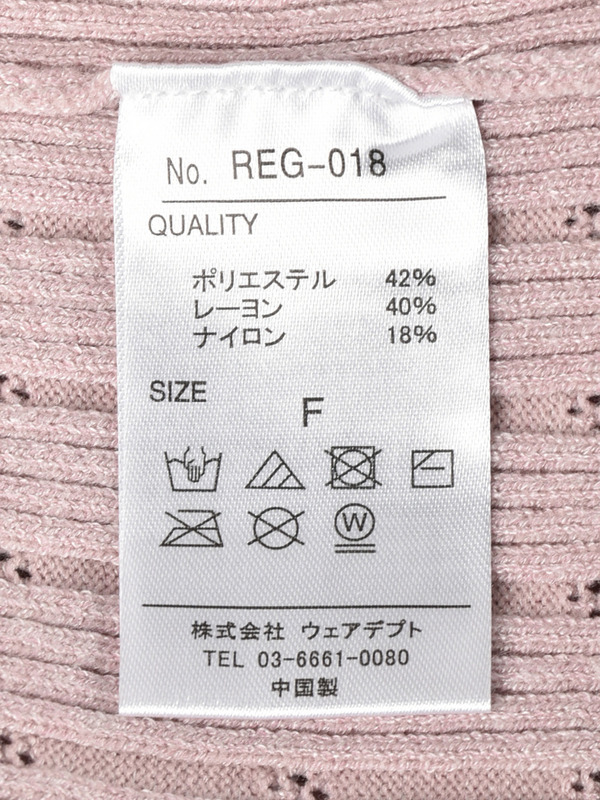 No. REG-018
QUALITY
ポリエステル 42%
レーヨン 40%
ナイロン 18%
SIZE
F
W
株式会社 ウェアデプト
TEL 03-6661-0080
中国製